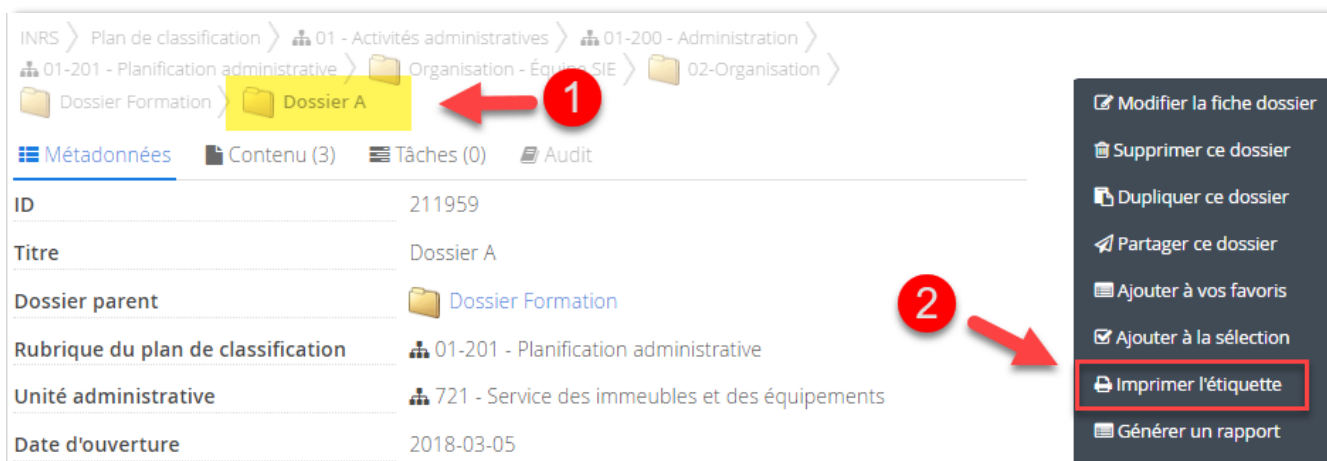 INRS Plan de classification 01 - Activités administratives 01-200 - Administration
01-201 - Planification administrative Organisation - Équipe SIE 02-Organisation
Dossier Formation Dossier A
1
Métadonnées Contenu (3) Tâches (0) Audit
ID 211959
Titre Dossier A
Dossier parent Dossier Formation
Rubrique du plan de classification 01-201 - Planification administrative
Unité administrative 721 - Service des immeubles et des équipements
Date d'ouverture 2018-03-05
2
Modifier la fiche dossier
Supprimer ce dossier
Dupliquer ce dossier
Partager ce dossier
Ajouter à vos favoris
Ajouter à la sélection
Imprimer l'étiquette
Générer un rapport